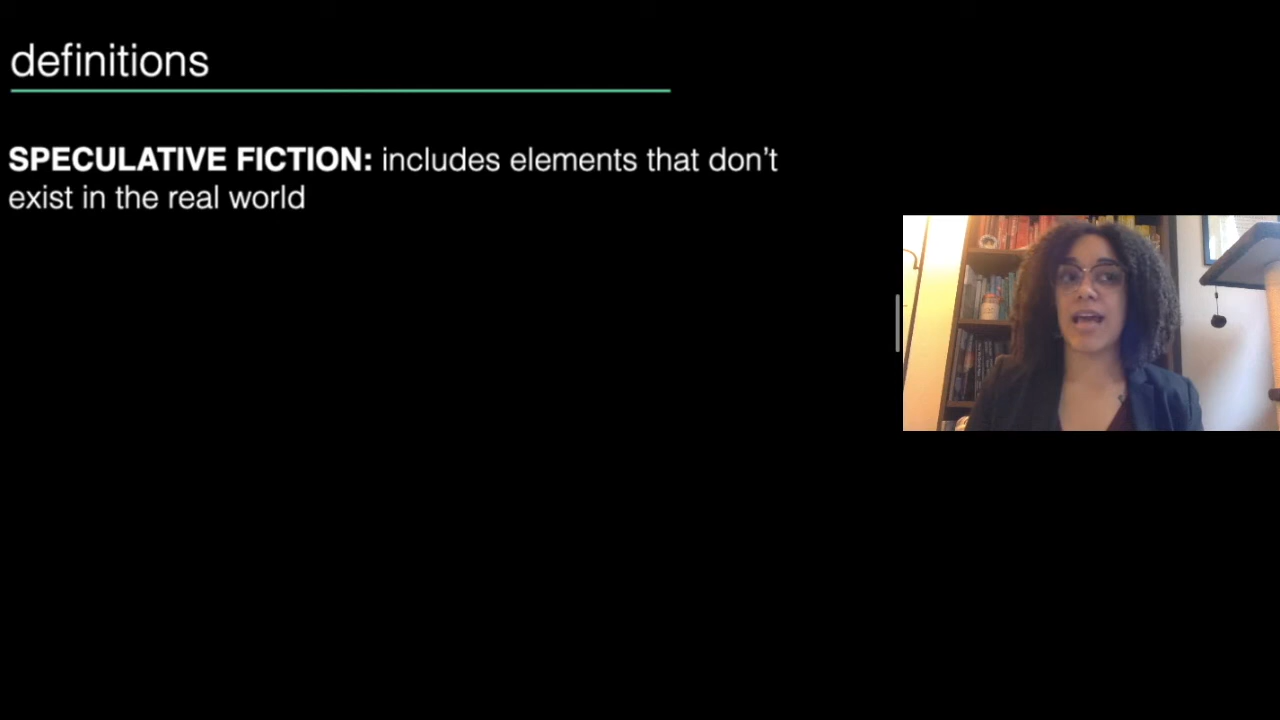 definitions
SPECULATIVE FICTION: includes elements that don’t
exist in the real world